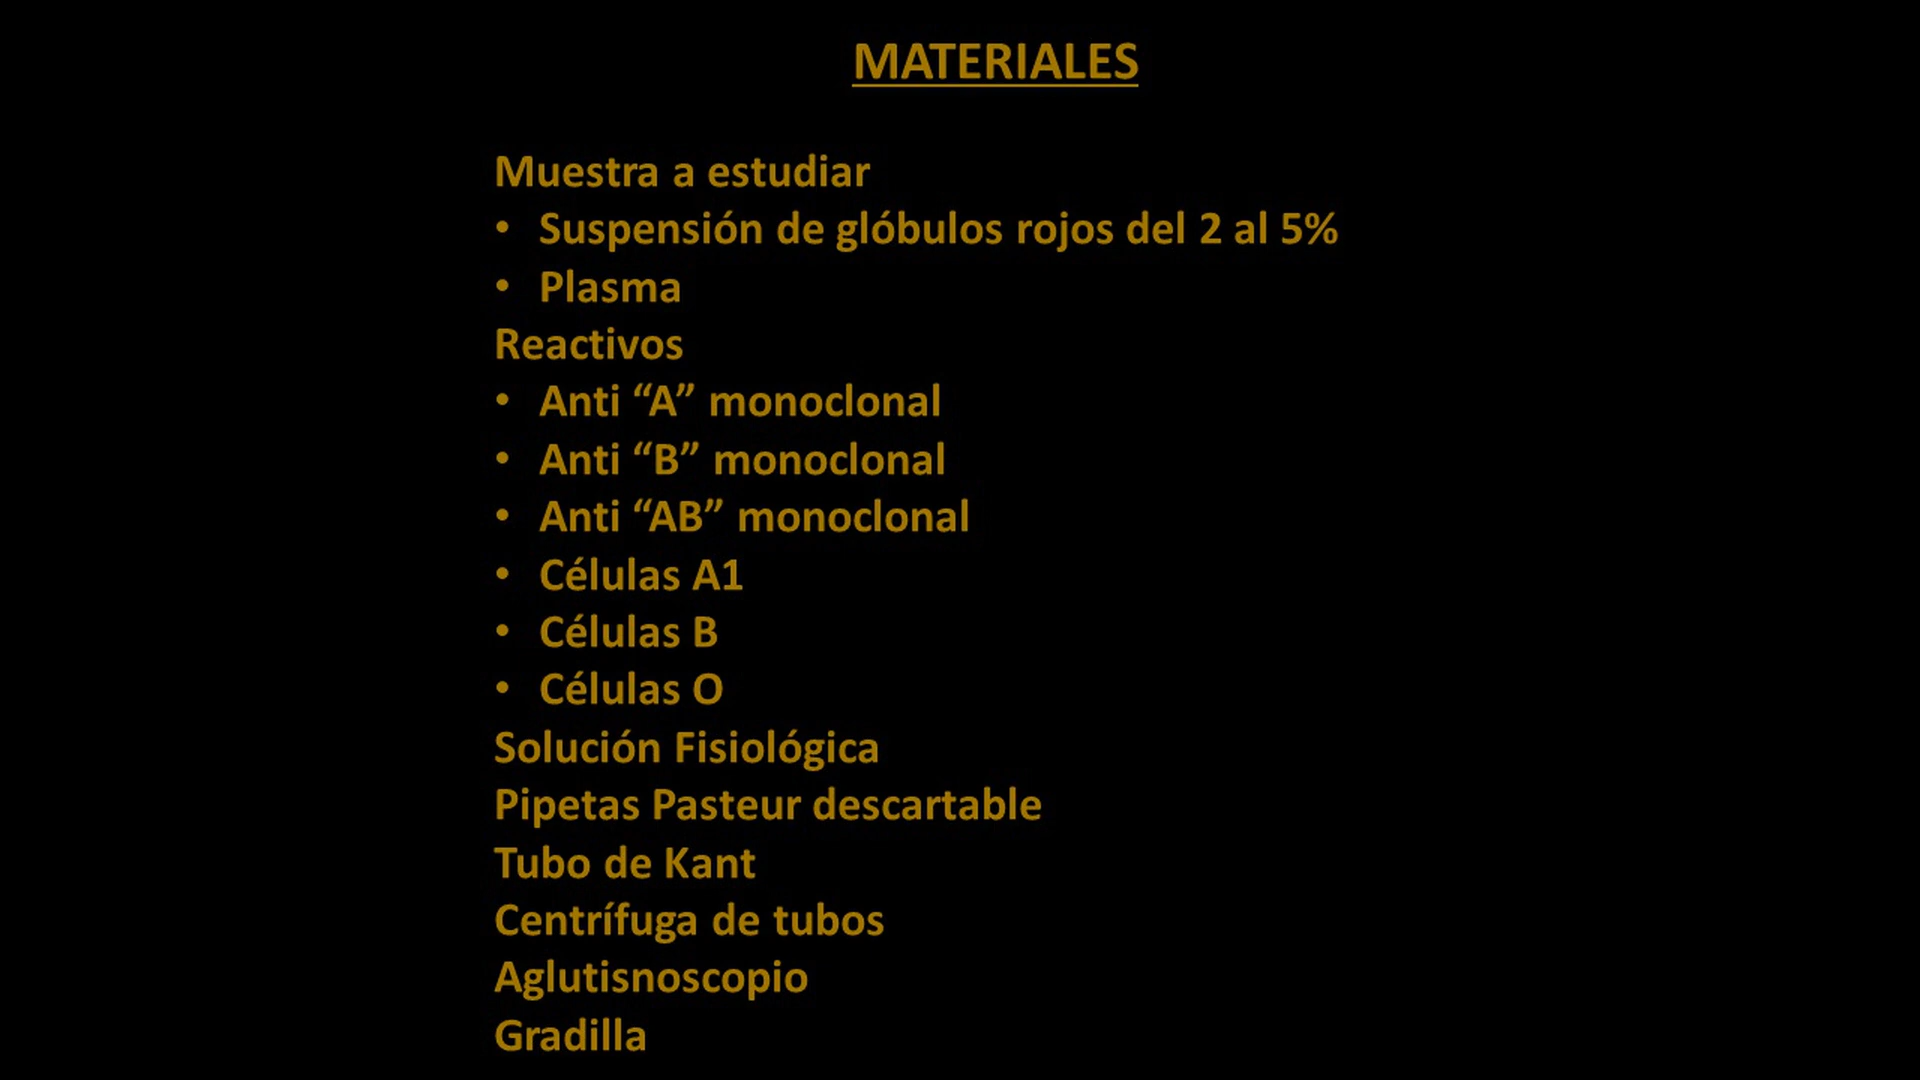 MATERIALES
Muestra a estudiar
• Suspensión de glóbulos rojos del 2 al 5%
• Plasma
Reactivos
• Anti “A” monoclonal
• Anti “B” monoclonal
• Anti “AB” monoclonal
• Células A1
• Células B
• Células O
Solución Fisiológica
Pipetas Pasteur descartable
Tubo de Kant
Centrífuga de tubos
Aglutisnoscopio
Gradilla